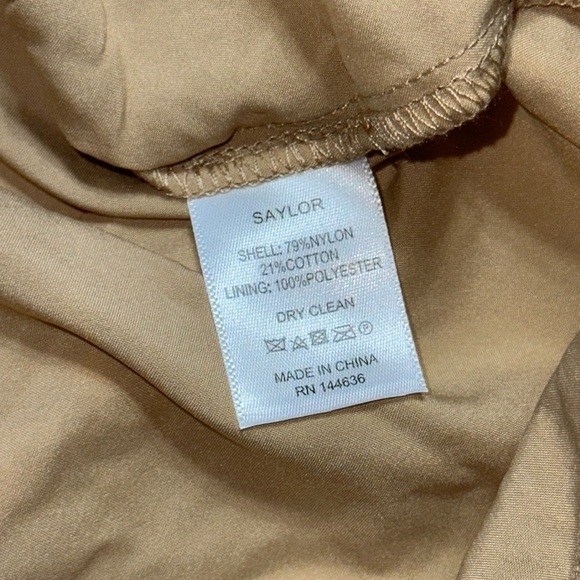 SAYLOR
SHELL: 79%NYLON
21%COTTON
LINING: 100%POLYESTER
DRY CLEAN
P
MADE IN CHINA
RN 144636